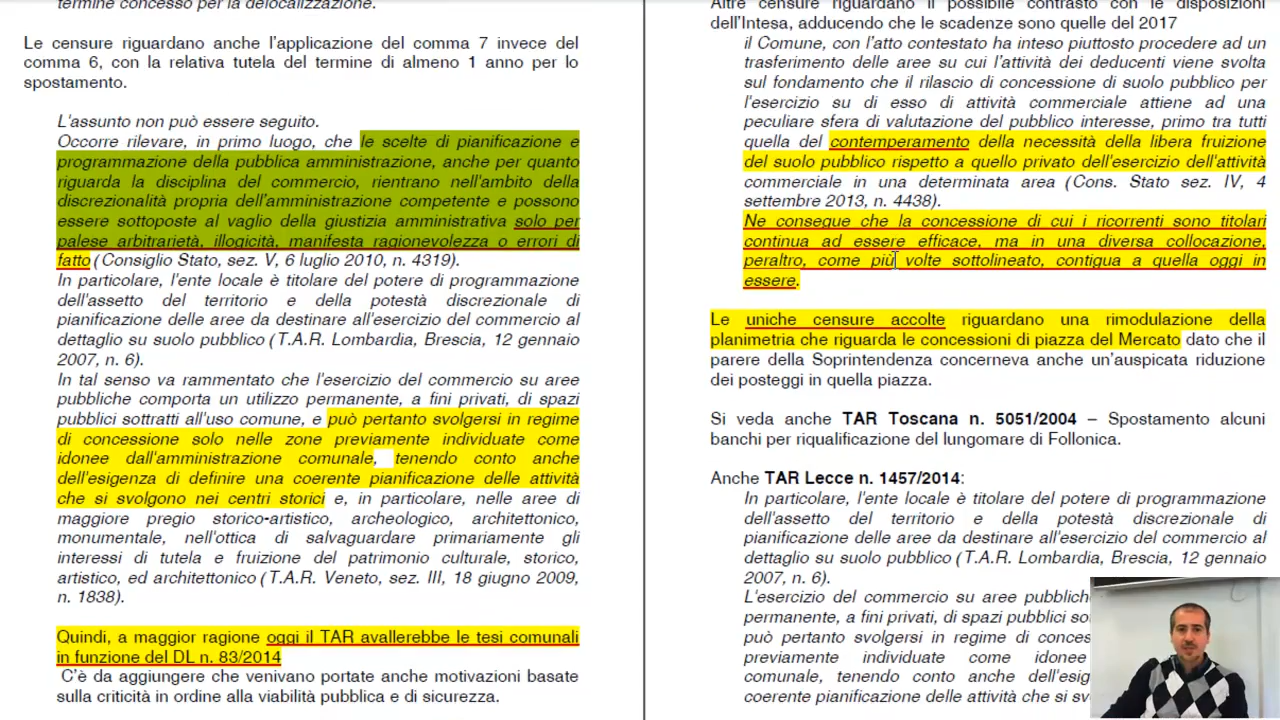 termine concesso per la delocalizzazione.
Le censure riguardano anche l'applicazione del comma 7 invece del
comma 6, con la relativa tutela del termine di almeno 1 anno per lo
spostamento.
L'assunto non può essere seguito.
Occorre rilevare, in primo luogo, che le scelte di pianificazione e
programmazione della pubblica amministrazione, anche per quanto
riguarda la disciplina del commercio, rientrano nell'ambito della
discrezionalità propria dell'amministrazione competente e possono
essere sottoposte al vaglio della giustizia amministrativa solo per
palese arbitrarietà, illogicità, manifesta ragionevolezza o errori di
fatto (Consiglio Stato, sez. V, 6 luglio 2010, n. 4319).
In particolare, l'ente locale è titolare del potere di programmazione
dell'assetto del territorio e della potestà discrezionale di
pianificazione delle aree da destinare all'esercizio del commercio al
dettaglio su suolo pubblico (T.A.R. Lombardia, Brescia, 12 gennaio
2007, n. 6).
In tal senso va rammentato che l'esercizio del commercio su aree
pubbliche comporta un utilizzo permanente, a fini privati, di spazi
pubblici sottratti all'uso comune, e può pertanto svolgersi in regime
di concessione solo nelle zone previamente individuate come
idonee dall'amministrazione comunale, tenendo conto anche
dell'esigenza di definire una coerente pianificazione delle attività
che si svolgono nei centri storici e, in particolare, nelle aree di
maggiore pregio storico-artistico, archeologico, architettonico,
monumentale, nell'ottica di salvaguardare primariamente gli
interessi di tutela e fruizione del patrimonio culturale, storico,
artistico, ed architettonico (T.A.R. Veneto, sez. III, 18 giugno 2009,
n. 1838).
Quindi, a maggior ragione oggi il TAR avallerebbe le tesi comunali
in funzione del DL n. 83/2014
C'è da aggiungere che venivano portate anche motivazioni basate
sulla criticità in ordine alla viabilità pubblica e di sicurezza.
Altre censure riguardano il possibile contrasto con le disposizioni
dell'Intesa, adducendo che le scadenze sono quelle del 2017
il Comune, con l'atto contestato ha inteso piuttosto procedere ad un
trasferimento delle aree su cui l'attività dei deducenti viene svolta
sul fondamento che il rilascio di concessione di suolo pubblico per
l'esercizio su di esso di attività commerciale attiene ad una
peculiare sfera di valutazione del pubblico interesse, primo tra tutti
quella del contemperamento della necessità della libera fruizione
del suolo pubblico rispetto a quello privato dell'esercizio dell'attività
commerciale in una determinata area (Cons. Stato sez. IV, 4
settembre 2013, n. 4438).
Ne consegue che la concessione di cui i ricorrenti sono titolari
continua ad essere efficace, ma in una diversa collocazione,
peraltro, come più volte sottolineato, contigua a quella oggi in
essere.
Le uniche censure accolte riguardano una rimodulazione della
planimetria che riguarda le concessioni di piazza del Mercato dato che il
parere della Soprintendenza concerneva anche un'auspicata riduzione
dei posteggi in quella piazza.
Si veda anche TAR Toscana n. 5051/2004 – Spostamento alcuni
banchi per riqualificazione del lungomare di Follonica.
Anche TAR Lecce n. 1457/2014:
In particolare, l'ente locale è titolare del potere di programmazione
dell'assetto del territorio e della potestà discrezionale di
pianificazione delle aree da destinare all'esercizio del commercio al
dettaglio su suolo pubblico (T.A.R. Lombardia, Brescia, 12 gennaio
2007, n. 6).
L'esercizio del commercio su aree pubblich
permanente, a fini privati, di spazi pubblici so
può pertanto svolgersi in regime di conces
previamente individuate come idonee
comunale, tenendo conto anche dell'esig
coerente pianificazione delle attività che si sv